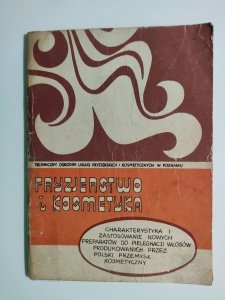 TECHNICZNY OŚRODEK USŁUG FRYZJERSKICH I KOSMETYCZNYCH W POZNANIU
FRYZJERSTWO
i KOSMETYKA
CHARAKTERYSTYKA I
ZASTOSOWANIE NOWYCH
PREPARATÓW DO PIELĘGNACJI WŁOSÓW
PRODUKOWANYCH PRZEZ
POLSKI PRZEMYSŁ
KOSMETYCZNY